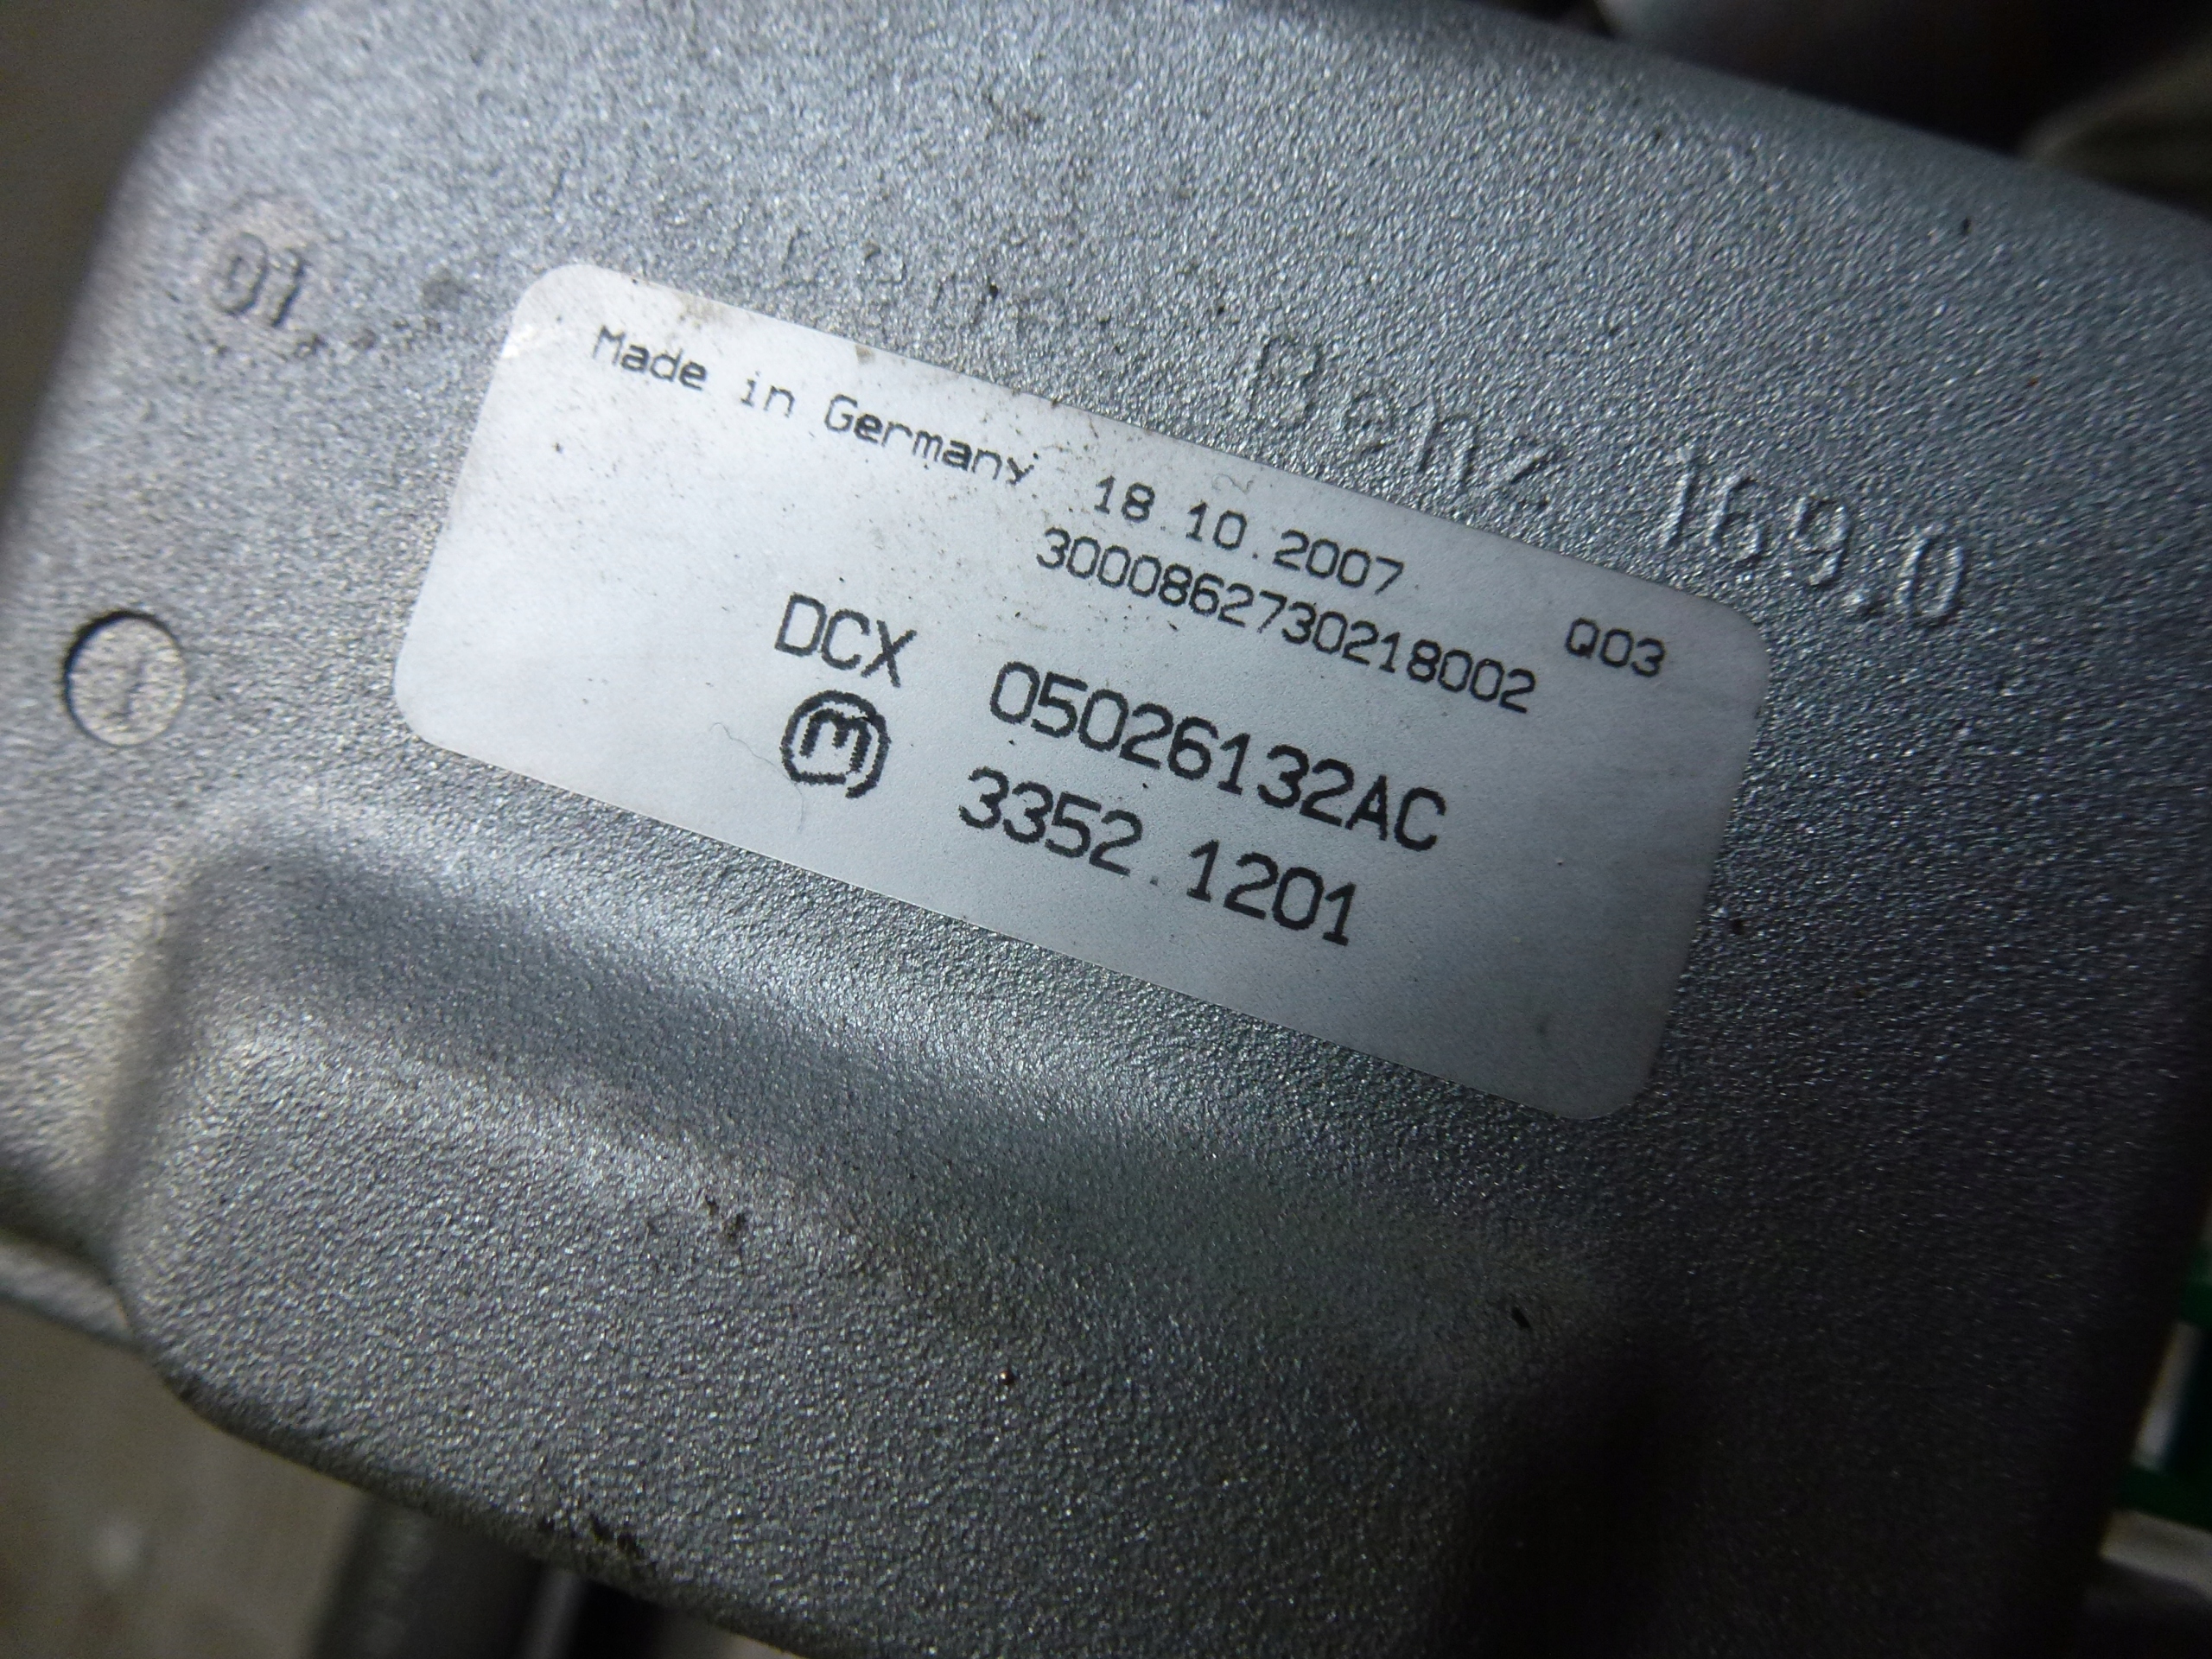 01
Benz 169.0
Made in Germany 18.10.2007 Q03
3000862730218002
DCX 05026132AC
m 3352.1201